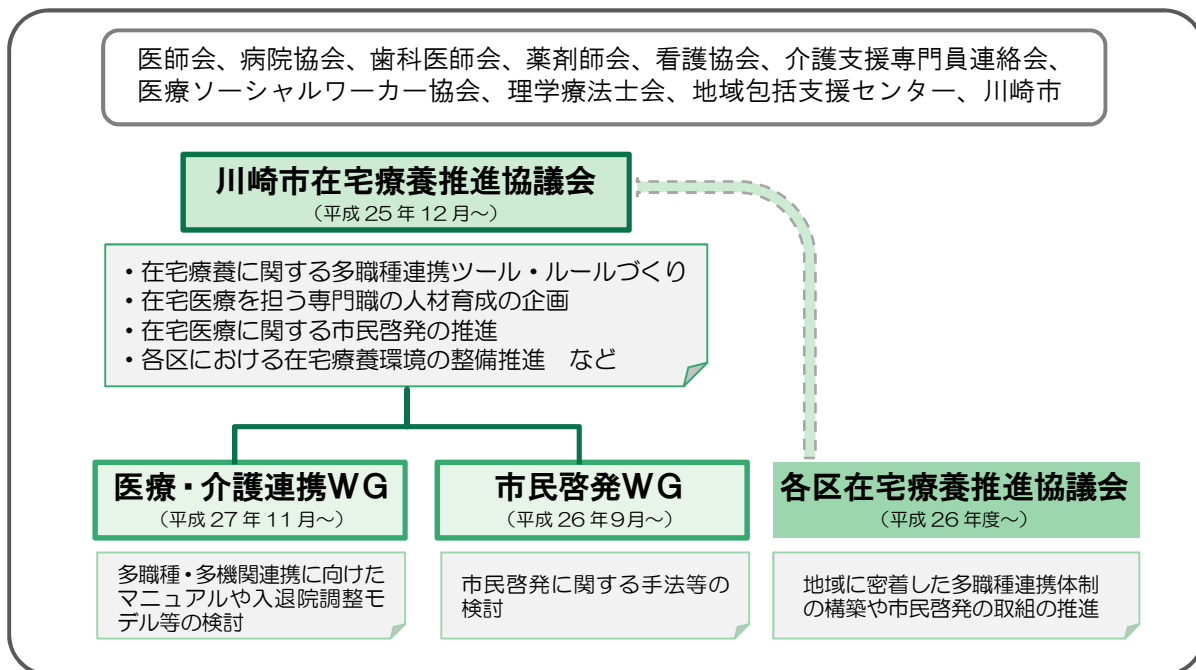 医師会、病院協会、歯科医師会、薬剤師会、看護協会、介護支援専門員連絡会、
医療ソーシャルワーカー協会、理学療法士会、地域包括支援センター、川崎市
川崎市在宅療養推進協議会
（平成25年12月～）
・在宅療養に関する多職種連携ツール・ルールづくり
・在宅医療を担う専門職の人材育成の企画
・在宅医療に関する市民啓発の推進
・各区における在宅療養環境の整備推進　など
医療・介護連携WG
（平成27年11月～）
多職種・多機関連携に向けた
マニュアルや入退院調整モ
デル等の検討
市民啓発WG
（平成26年9月～）
市民啓発に関する手法等の
検討
各区在宅療養推進協議会
（平成26年度～）
地域に密着した多職種連携体制
の構築や市民啓発の取組の推進